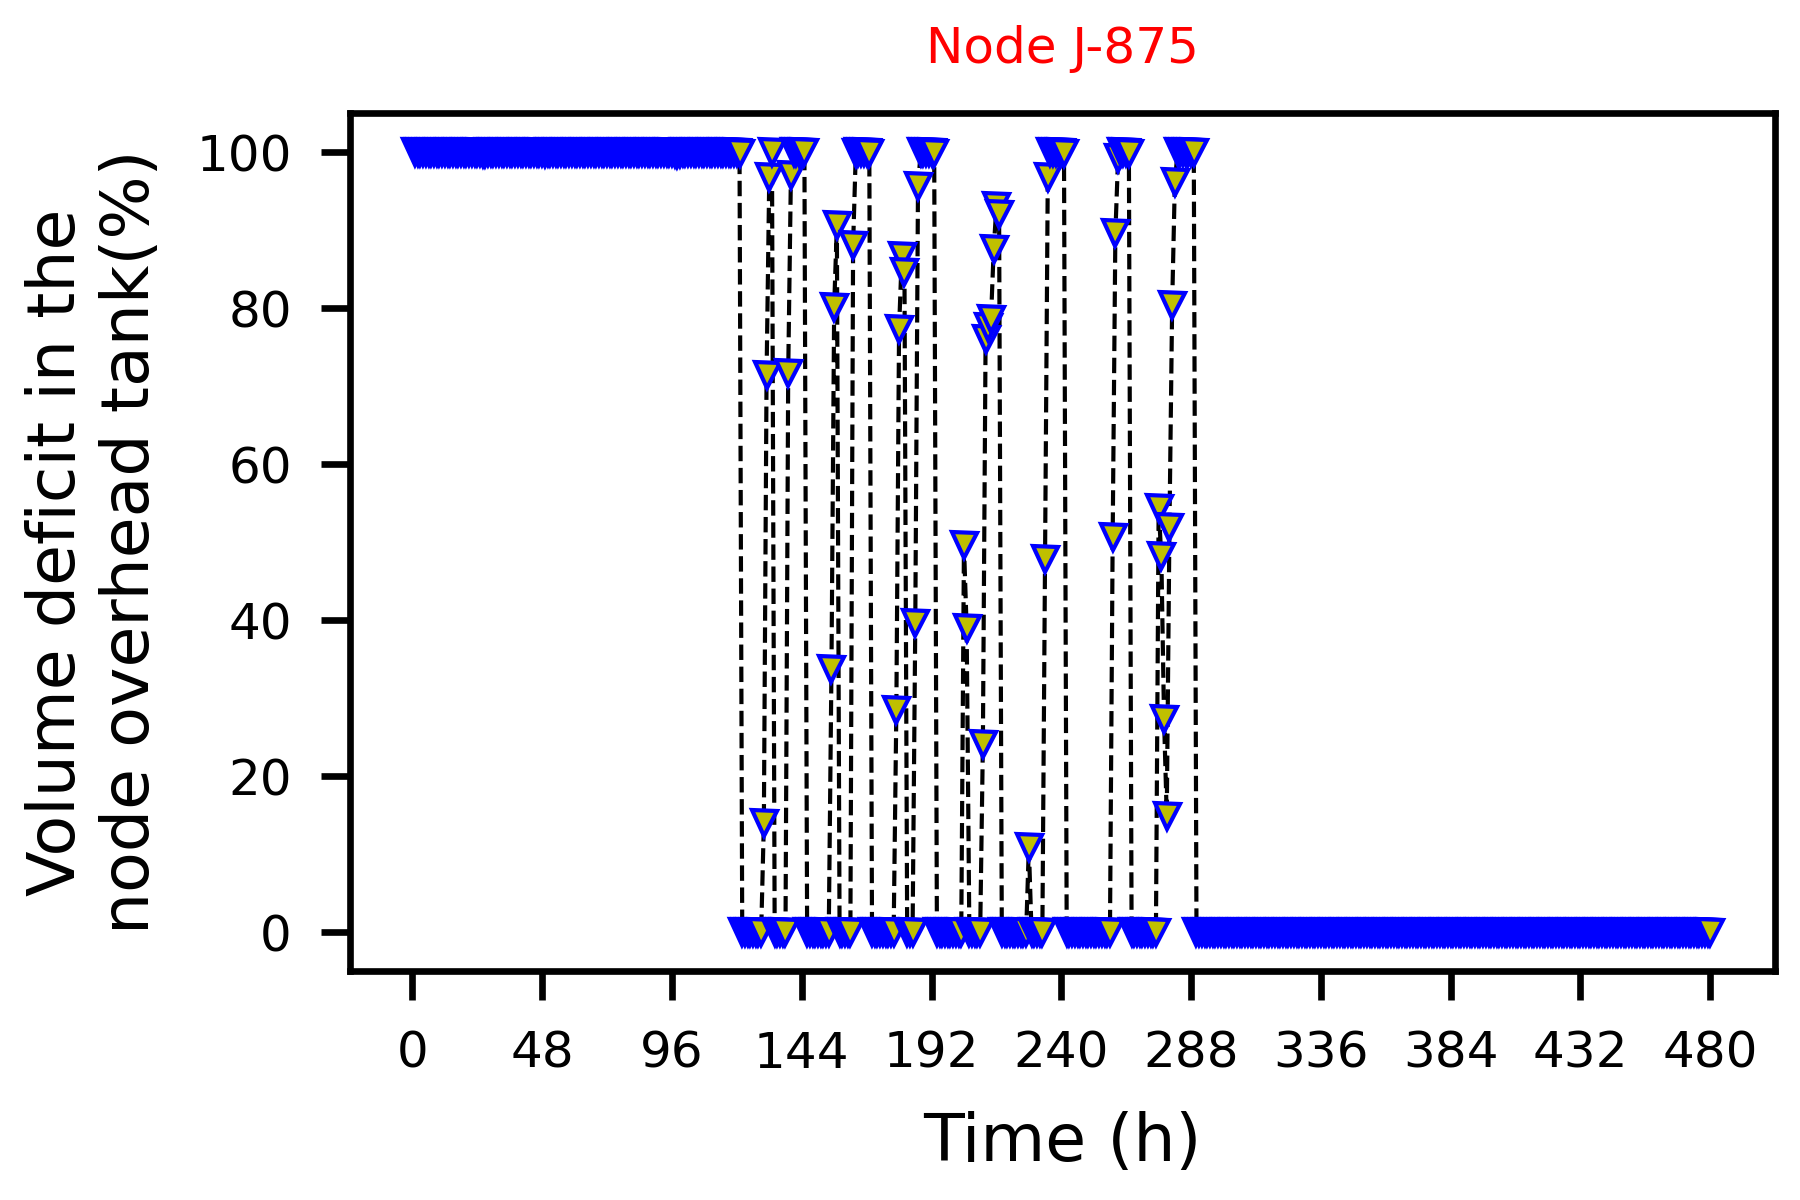 Node J-875
Volume deficit in the
node overhead tank(%)
100
80
60
40
20
0
0 48 96 144 192 240 288 336 384 432 480
Time (h)